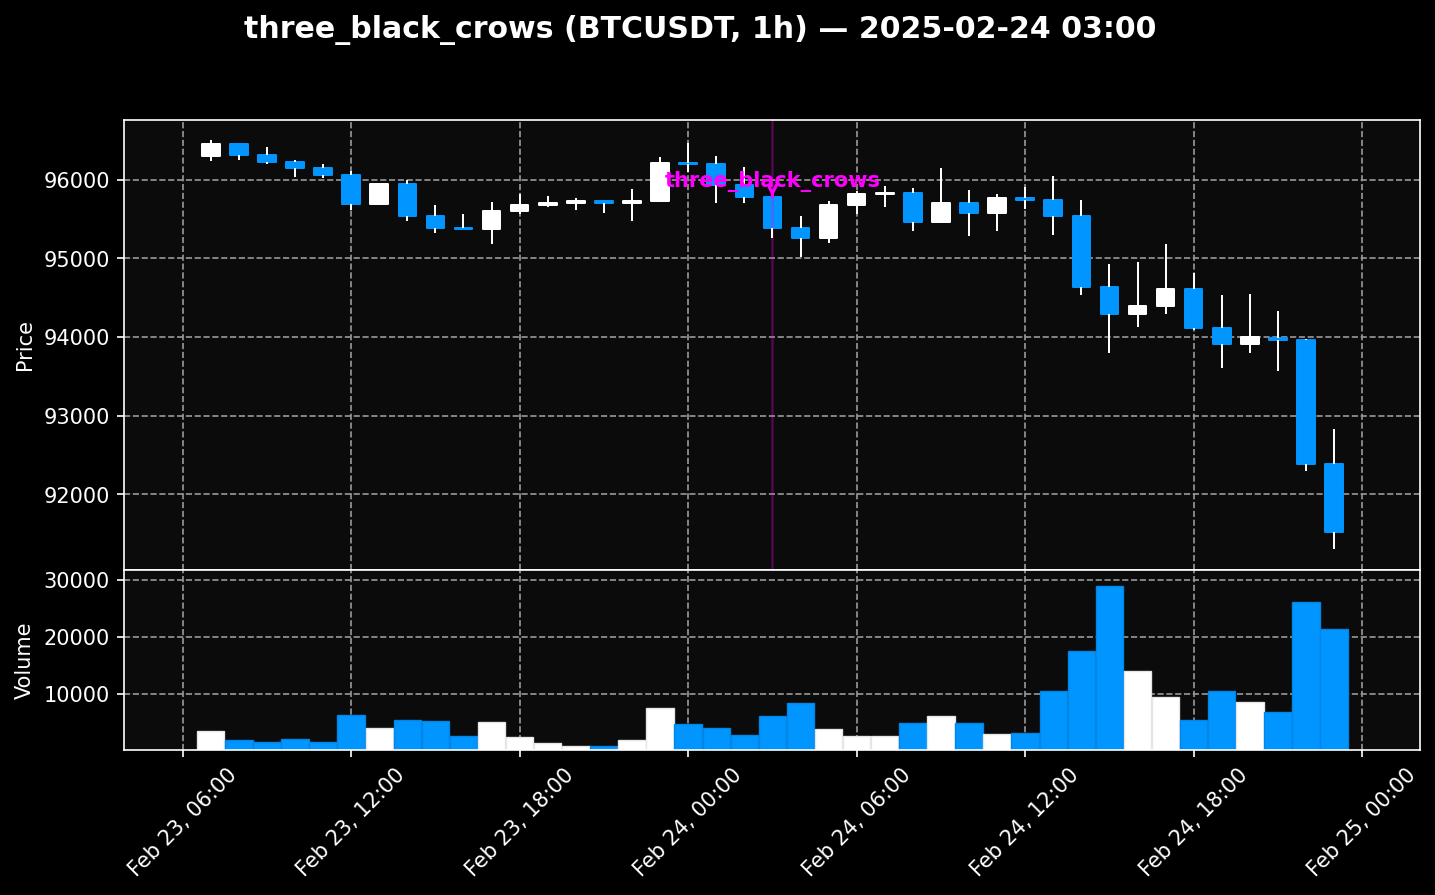 three_black_crows (BTCUSDT, 1h) — 2025-02-24 03:00
three_black_crows
96000
95000
94000
93000
92000
Price
30000
20000
10000
Volume
Feb 23, 06:00
Feb 23, 12:00
Feb 23, 18:00
Feb 24, 00:00
Feb 24, 06:00
Feb 24, 12:00
Feb 24, 18:00
Feb 25, 00:00